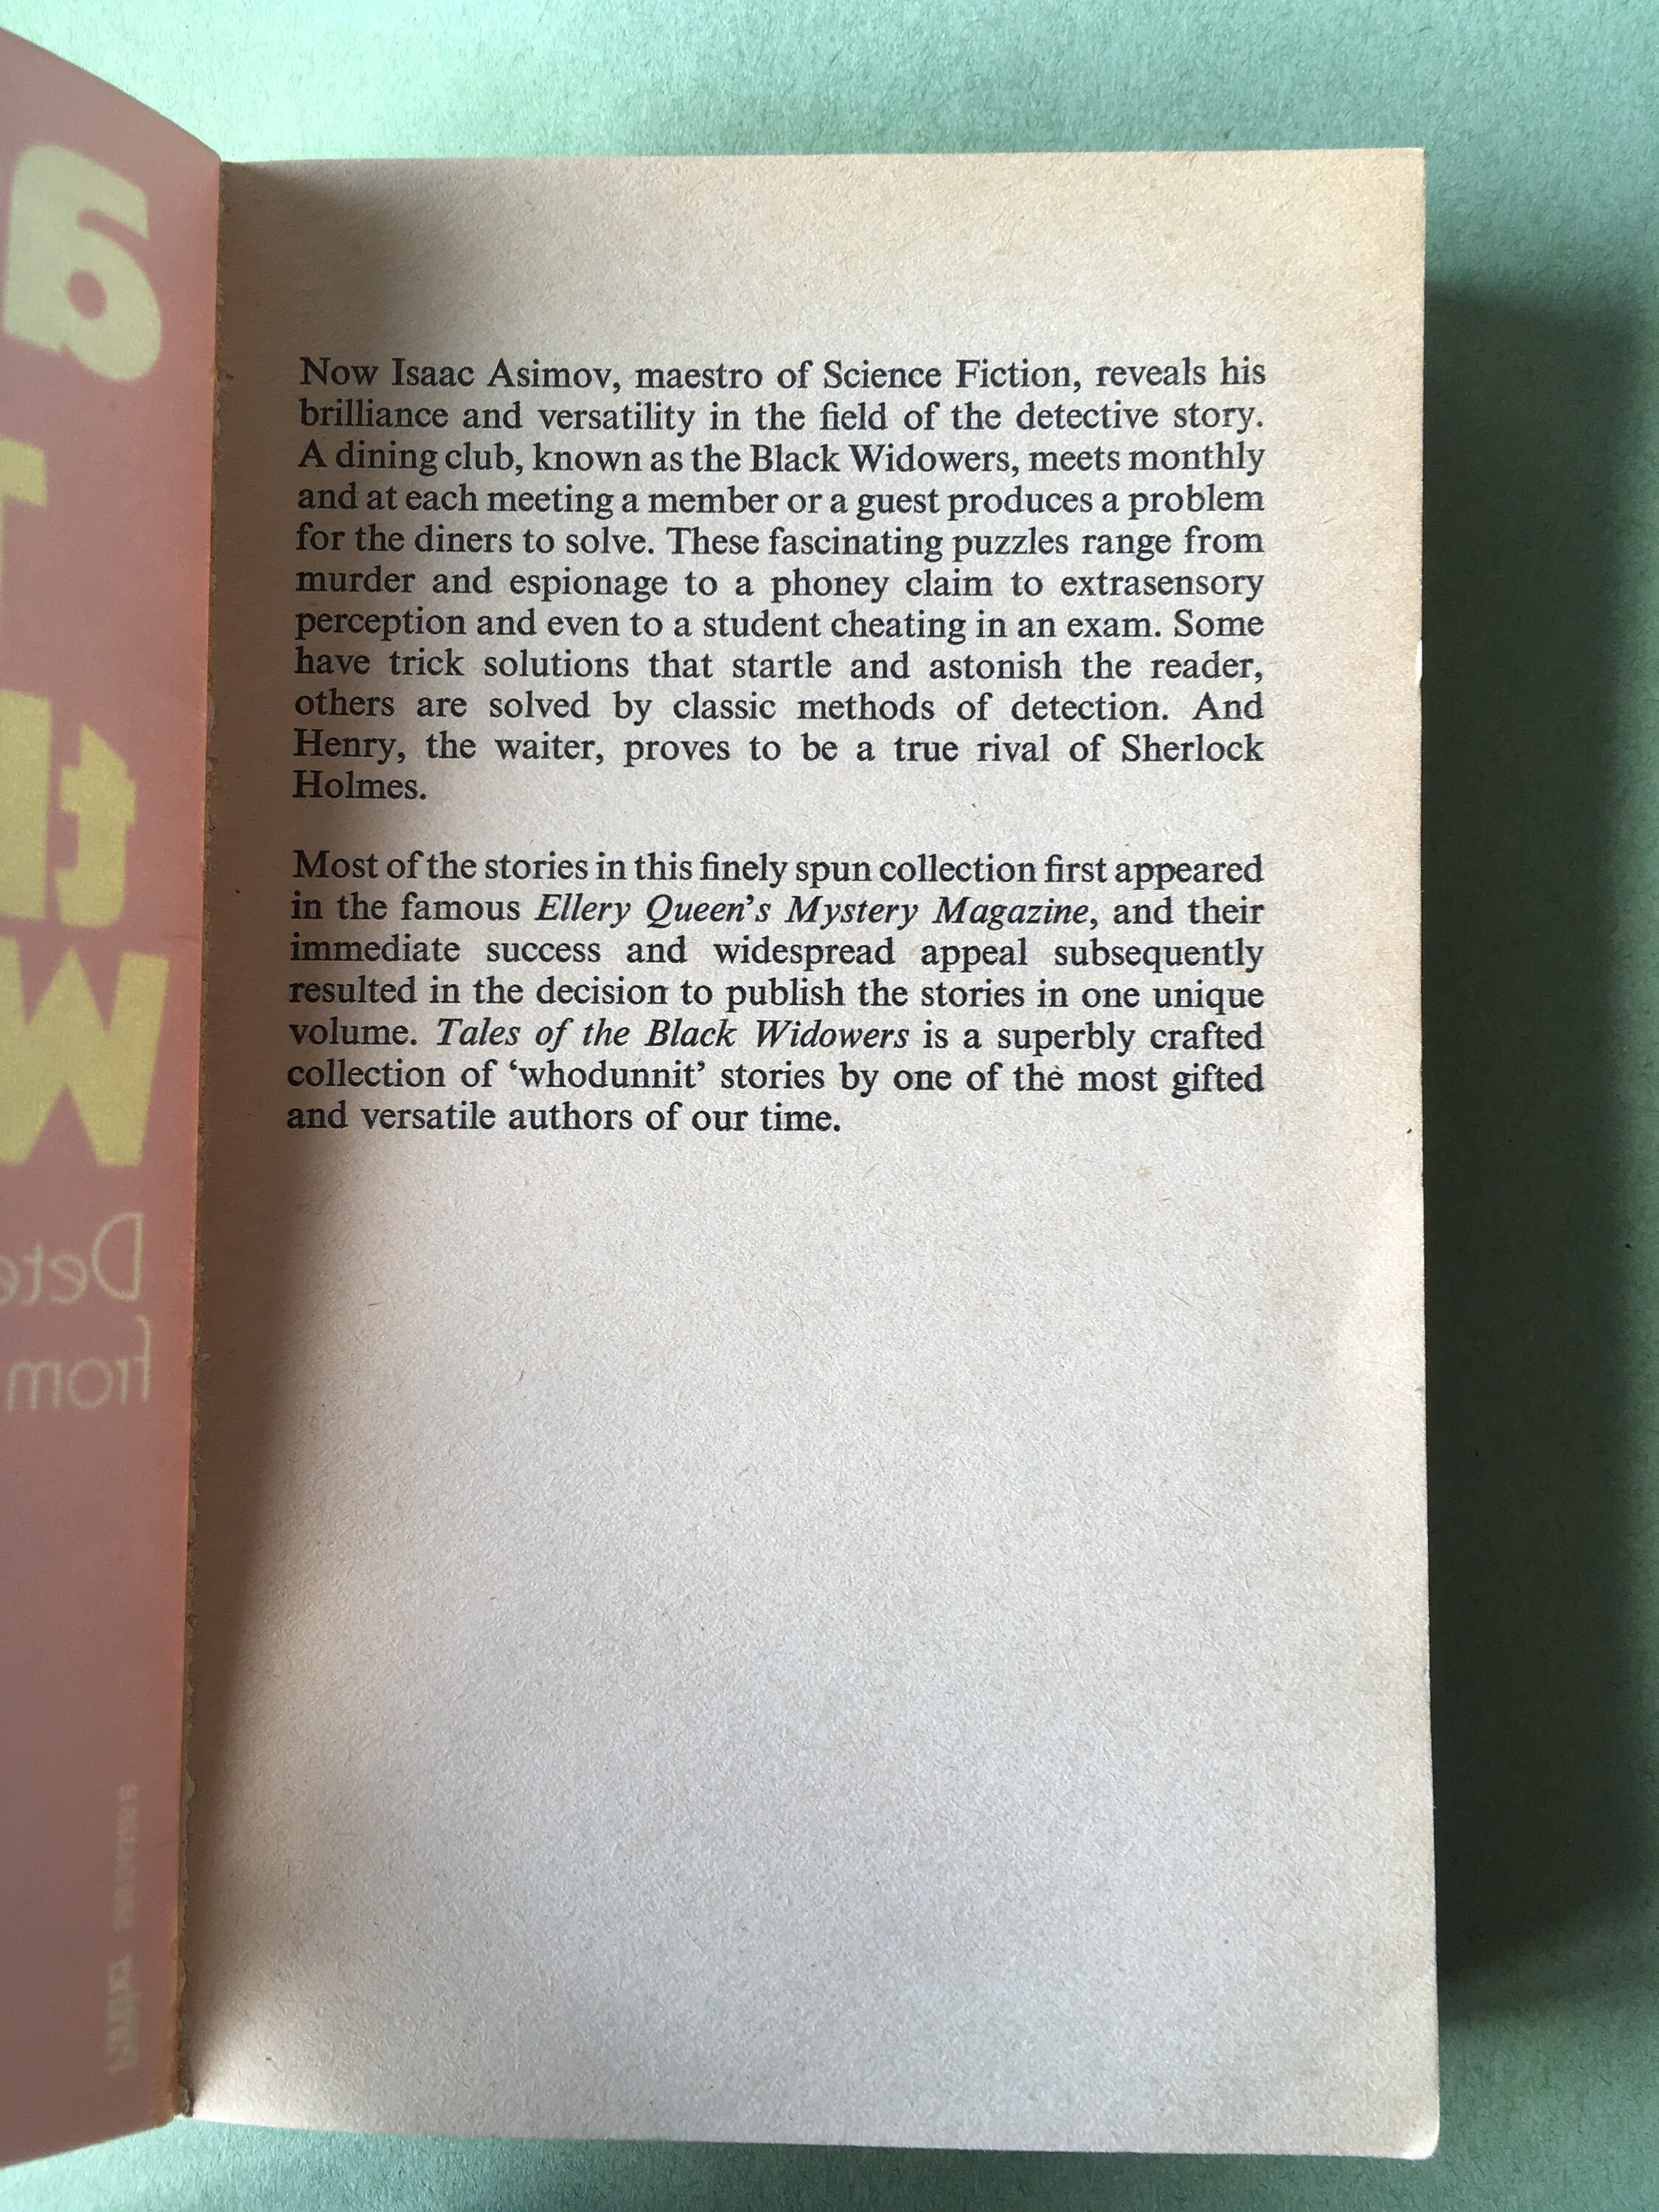 a
T
th
W
Dete
from
Now Isaac Asimov, maestro of Science Fiction, reveals his
brilliance and versatility in the field of the detective story.
A dining club, known as the Black Widowers, meets monthly
and at each meeting a member or a guest produces a problem
for the diners to solve. These fascinating puzzles range from
murder and espionage to a phoney claim to extrasensory
perception and even to a student cheating in an exam. Some
have trick solutions that startle and astonish the reader,
others are solved by classic methods of detection. And
Henry, the waiter, proves to be a true rival of Sherlock
Holmes.
Most of the stories in this finely spun collection first appeared
in the famous Ellery Queen's Mystery Magazine, and their
immediate success and widespread appeal subsequently
resulted in the decision to publish the stories in one unique
volume. Tales of the Black Widowers is a superbly crafted
collection of ‘whodunnit’ stories by one of the most gifted
and versatile authors of our time.